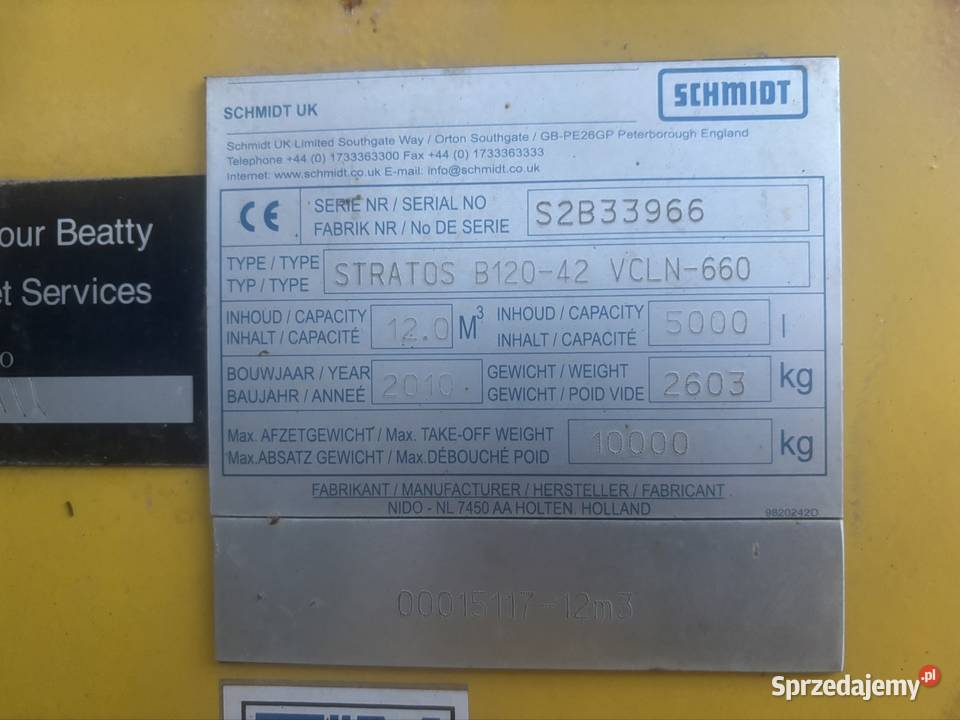 SCHMIDT UK
SCHMIDT
Schmidt UK Limited Southgate Way / Orton Southgate / GB-PE26GP Peterborough England
Telephone +44 (0) 1733363300 Fax +44 (0) 1733363333
Internet: www.schmidt.co.uk E-mail: info@schmidt.co.uk
CE
SERIE NR / SERIAL NO
FABRIK NR / No DE SERIE
S2B33966
TYPE / TYPE
TYP / TYPE
STRATOS B120-42 VCLN-660
INHOUD / CAPACITY
INHALT / CAPACITÉ
12.0 M³
INHOUD / CAPACITY
INHALT / CAPACITÉ
5000 l
BOUWJAAR / YEAR
BAUJAHR / ANNEÉ
2010
GEWICHT / WEIGHT
GEWICHT / POID VIDE
2603 kg
Max. AFZETGEWICHT / Max. TAKE-OFF WEIGHT
Max. ABSATZ GEWICHT / Max. DÉBOUCHÉ POID
10000 kg
FABRIKANT / MANUFACTURER / HERSTELLER / FABRICANT
NIDO - NL 7450 AA HOLTEN, HOLLAND
9820242D
00015117-12m3
our Beatty
et Services
o
Sprzedajemy.pl